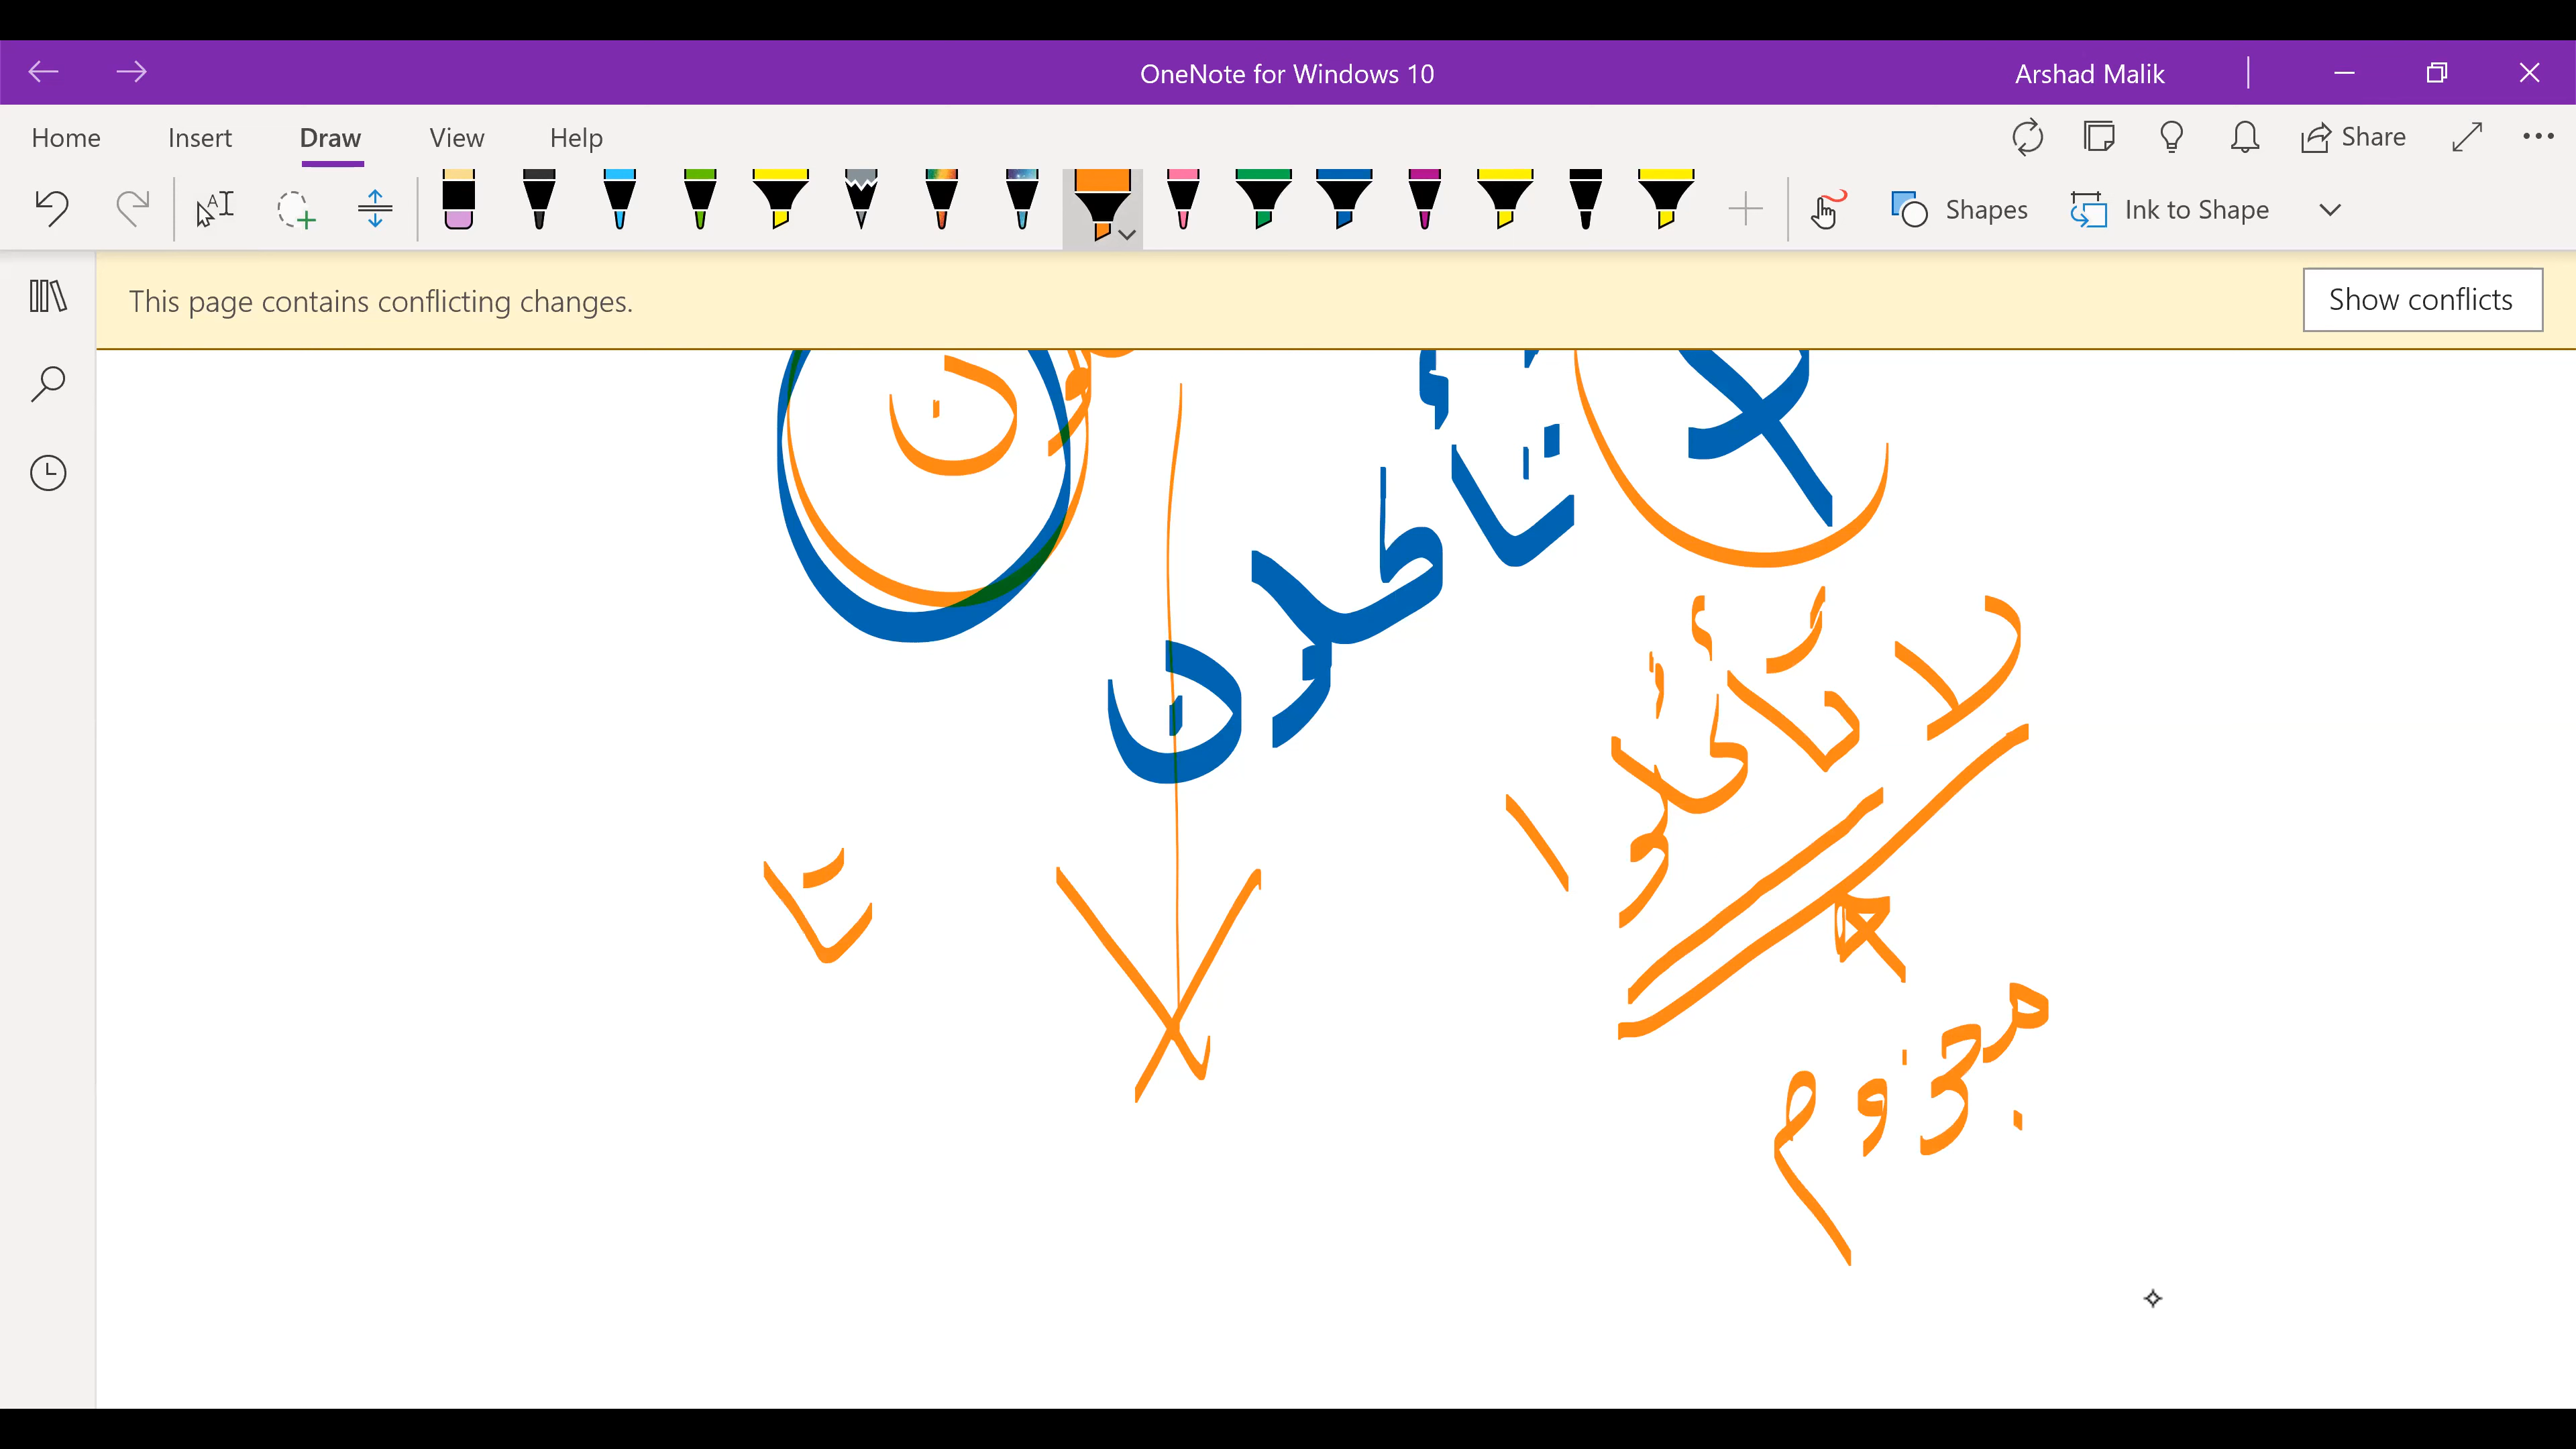 OneNote for Windows 10
Arshad Malik
Home Insert Draw View Help
Share
Shapes
Ink to Shape
This page contains conflicting changes.
Show conflicts
لا
مجزوم